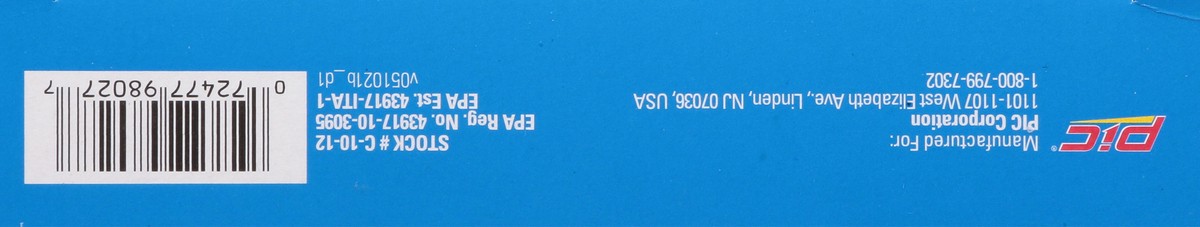 PiC®
Manufactured For:
PIC Corporation
1101-1107 West Elizabeth Ave., Linden, NJ 07036, USA
1-800-799-7302
STOCK # C-10-12
EPA Reg. No. 43917-10-3095
EPA Est. 43917-ITA-1
v051021b_d1
0 72477 98027 7